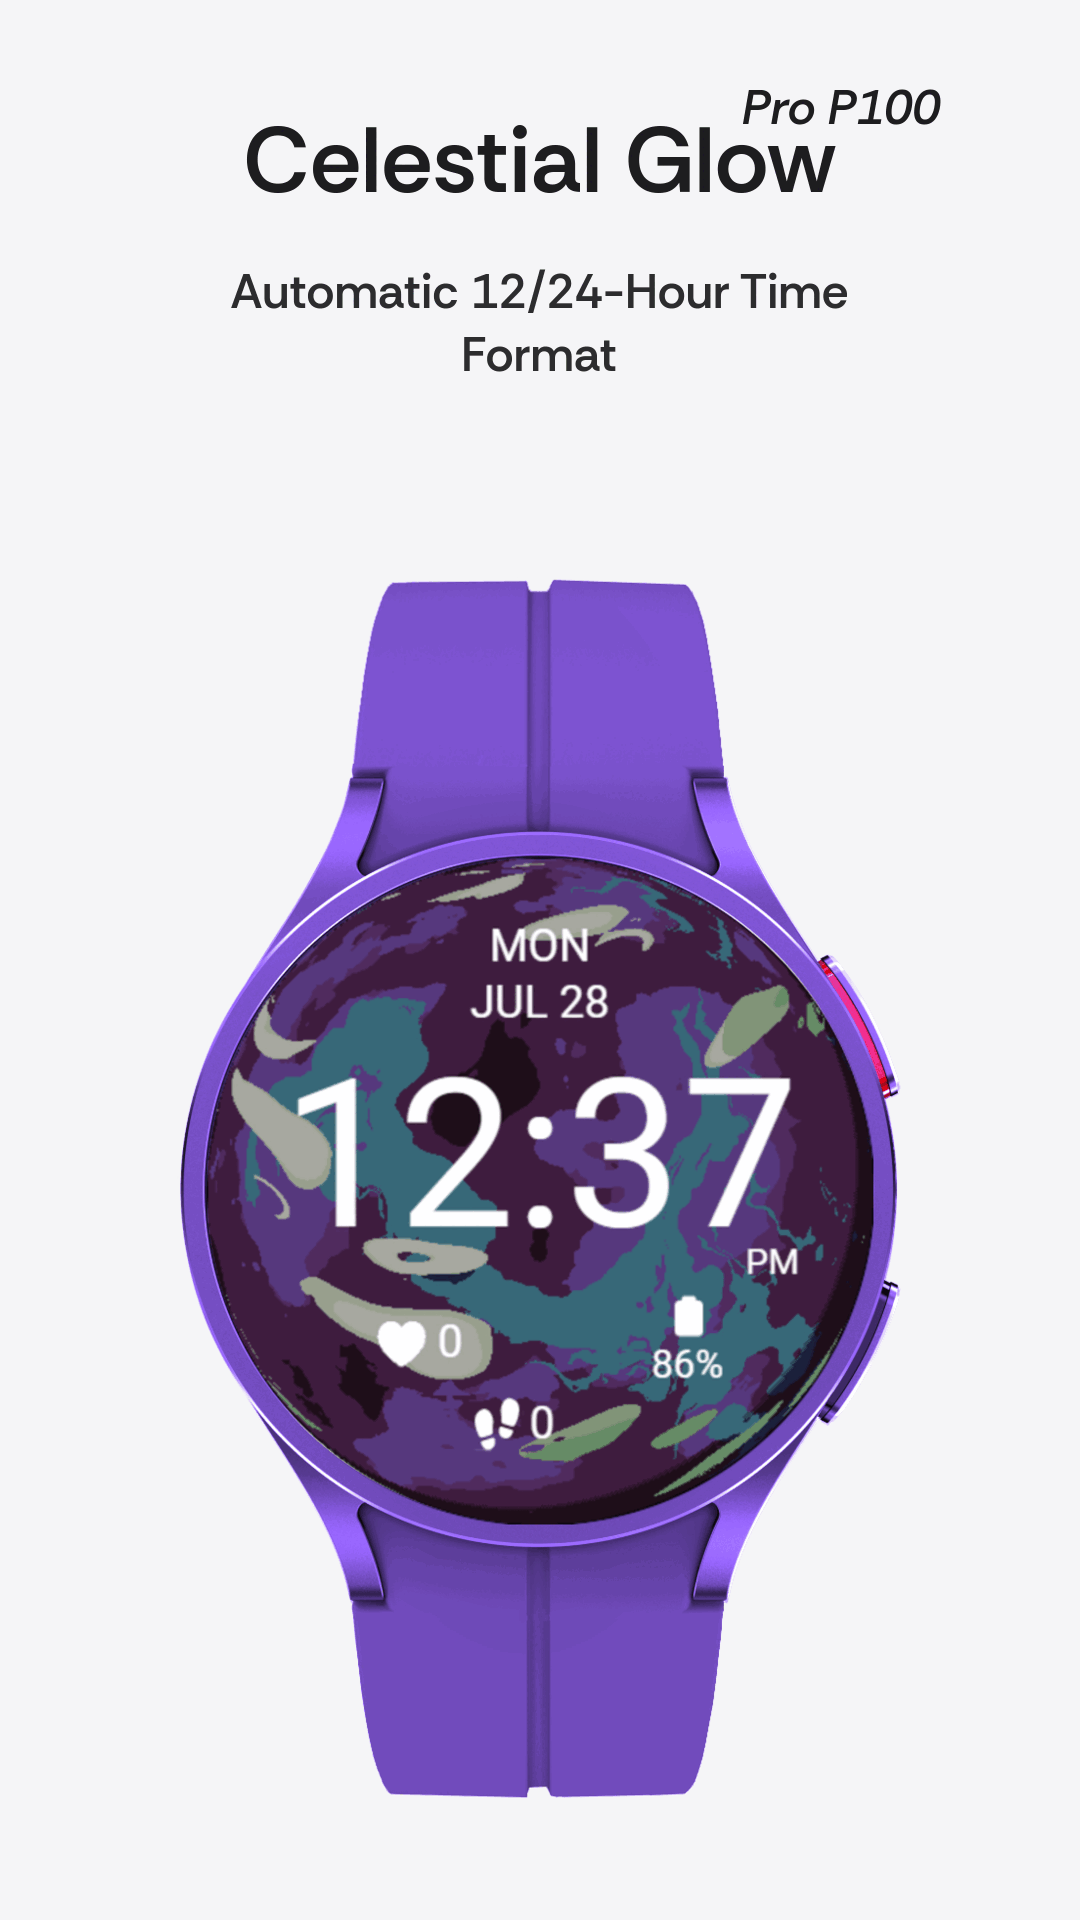 Pro P100
Celestial Glow
Automatic 12/24-Hour Time
Format
MON
JUL 28
12:37
PM
0
86%
0